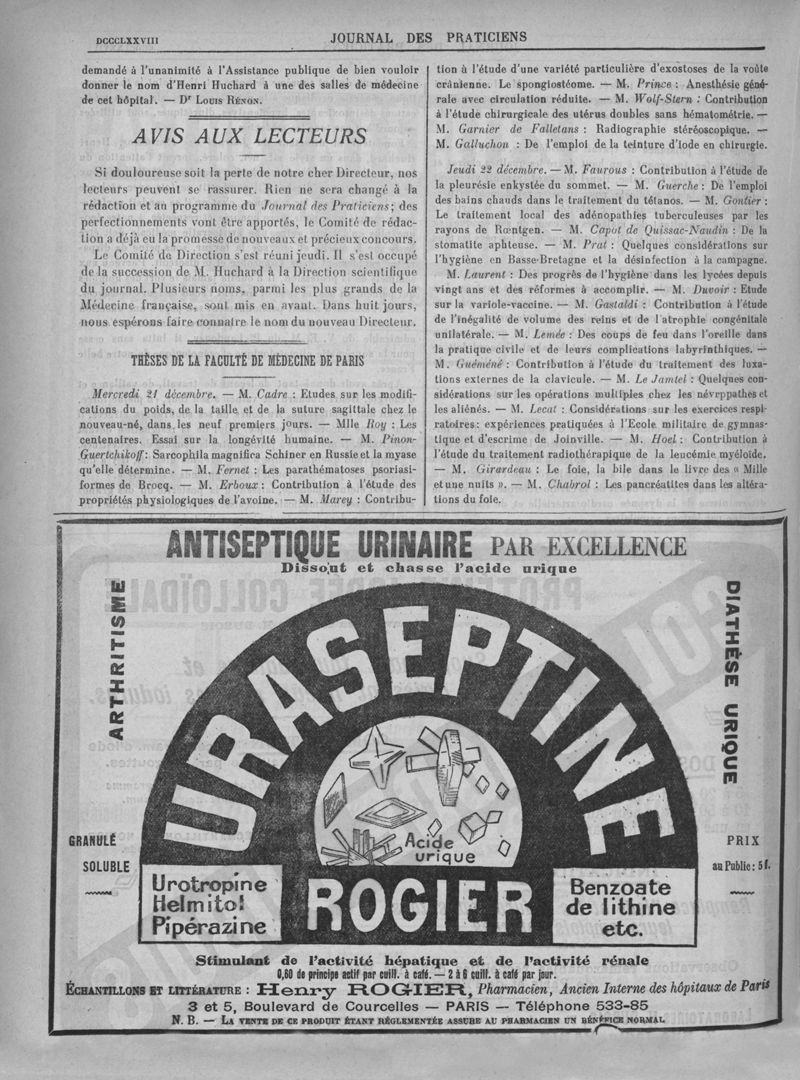 DCCCLXXVIII
JOURNAL DES PRATICIENS
demandé à l'unanimité à l'Assistance publique de bien vouloir
donner le nom d'Henri Huchard à une des salles de médecine
de cet hôpital. — Dr Louis Rénon.
AVIS AUX LECTEURS
Si douloureuse soit la perte de notre cher Directeur, nos
lecteurs peuvent se rassurer. Rien ne sera changé à la
rédaction et au programme du Journal des Praticiens; des
perfectionnements vont être apportés, le Comité de rédac-
tion a déjà eu la promesse de nouveaux et précieux concours.
Le Comité de Direction s'est réuni jeudi. Il s'est occupé
de la succession de M. Huchard à la Direction scientifique
du journal. Plusieurs noms, parmi les plus grands de la
Médecine française, sont mis en avant. Dans huit jours,
nous espérons faire connaitre le nom du nouveau Directeur.
THÈSES DE LA FACULTÉ DE MÉDECINE DE PARIS
Mercredi 21 décembre. — M. Cadre : Etudes sur les modifi-
cations du poids, de la taille et de la suture sagittale chez le
nouveau-né, dans les neuf premiers jours. — Mlle Roy : Les
centenaires. Essai sur la longévité humaine. — M. Pinon-
Guertchikoff : Sarcophila magnifica Schiner en Russie et la myase
qu'elle détermine. — M. Fernet : Les parathématoses psoriasi-
formes de Brocq. — M. Erboux : Contribution à l'étude des
propriétés physiologiques de l'avoine. — M. Marey : Contribu-
tion à l'étude d'une variété particulière d'exostoses de la voûte
crânienne. Le spongiostéome. — M. Prince : Anesthésie géné-
rale avec circulation réduite. — M. Wolf-Stern : Contribution
à l'étude chirurgicale des utérus doubles sans hématométrie. —
M. Garnier de Falletans : Radiographie stéréoscopique. —
M. Galluchon : De l'emploi de la teinture d'iode en chirurgie.
Jeudi 22 décembre. — M. Faurous : Contribution à l'étude de
la pleurésie enkystée du sommet. — M. Guerche : De l'emploi
des bains chauds dans le traitement du tétanos. — M. Gontier :
Le traitement local des adénopathies tuberculeuses par les
rayons de Rœntgen. — M. Capot de Quissac-Naudin : De la
stomatite aphteuse. — M. Prat : Quelques considérations sur
l'hygiène en Basse-Bretagne et la désinfection à la campagne.
M. Laurent : Des progrès de l'hygiène dans les lycées depuis
vingt ans et des réformes à accomplir. — M. Duvoir : Etude
sur la variole-vaccine. — M. Gastaldi : Contribution à l'étude
de l'inégalité de volume des reins et de l'atrophie congénitale
unilatérale. — M. Lemée : Des coups de feu dans l'oreille dans
la pratique civile et de leurs complications labyrinthiques. —
M. Guéméné : Contribution à l'étude du traitement des luxa-
tions externes de la clavicule. — M. Le Jamtel : Quelques con-
sidérations sur les opérations multiples chez les névrppathes et
les aliénés. — M. Lecat : Considérations sur les exercices respi-
ratoires : expériences pratiquées à l'Ecole militaire de gymnas-
tique et d'escrime de Joinville. — M. Hoel : Contribution à
l'étude du traitement radiothérapique de la leucémie myéloïde.
— M. Girardeau : Le foie, la bile dans le livre des « Mille
et une nuits ». — M. Chabrol : Les pancréatites dans les altéra-
tions du foie.
ANTISEPTIQUE URINAIRE PAR EXCELLENCE
Dissout et chasse l'acide urique
ARTHRITISME
DIATHÈSE URIQUE
URASEPTINE
Acide
urique
GRANULÉ
SOLUBLE
PRIX
au Public : 5 f.
Urotropine
Helmitol
Pipérazine
ROGIER
Benzoate
de lithine
etc.
Stimulant de l'activité hépatique et de l'activité rénale
0,60 de principe actif par cuill. à café. — 2 à 6 cuill. à café par jour.
ÉCHANTILLONS ET LITTÉRATURE : Henry ROGIER, Pharmacien, Ancien Interne des hôpitaux de Paris
3 et 5, Boulevard de Courcelles — PARIS — Téléphone 533-85
N. B. — LA VENTE DE CE PRODUIT ÉTANT RÉGLEMENTÉE ASSURE AU PHARMACIEN UN BÉNÉFICE NORMAL